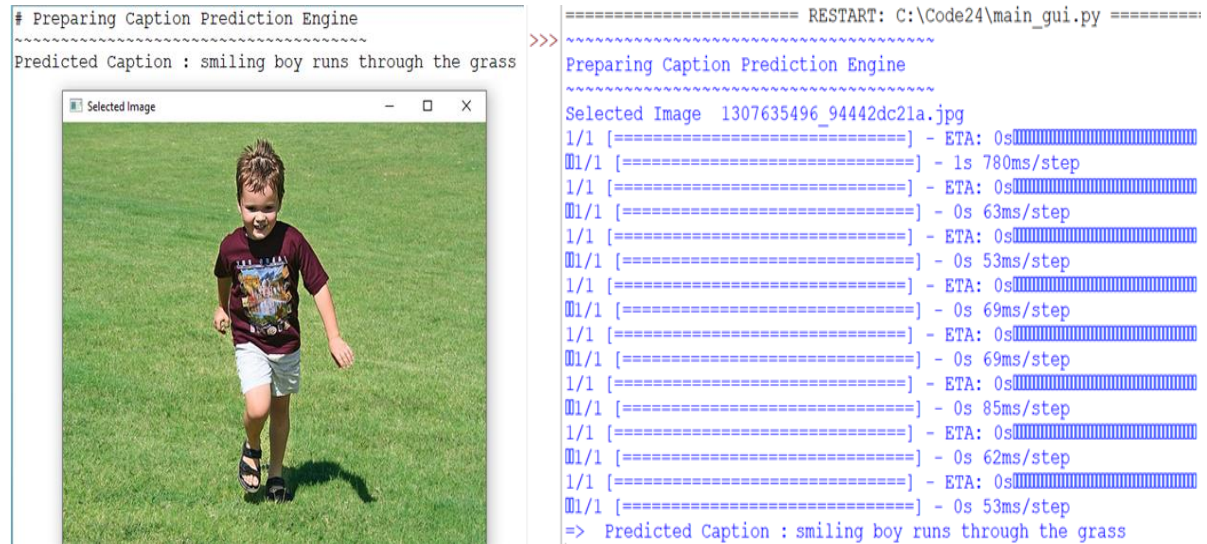 # Preparing Caption Prediction Engine
~~~~~~~~~~~~~~~~~~~~~~~~~~~~~~~~~~~~~
Predicted Caption : smiling boy runs through the grass
Selected Image
======================== RESTART: C:\Code24\main_gui.py ==========
>>> ~~~~~~~~~~~~~~~~~~~~~~~~~~~~~~~~~~~~~
Preparing Caption Prediction Engine
~~~~~~~~~~~~~~~~~~~~~~~~~~~~~~~~~~~~~
Selected Image  1307635496_94442dc21a.jpg
1/1 [==============================] - ETA: 0s
1/1 [==============================] - 1s 780ms/step
1/1 [==============================] - ETA: 0s
1/1 [==============================] - 0s 63ms/step
1/1 [==============================] - ETA: 0s
1/1 [==============================] - 0s 53ms/step
1/1 [==============================] - ETA: 0s
1/1 [==============================] - 0s 69ms/step
1/1 [==============================] - ETA: 0s
1/1 [==============================] - 0s 69ms/step
1/1 [==============================] - ETA: 0s
1/1 [==============================] - 0s 85ms/step
1/1 [==============================] - ETA: 0s
1/1 [==============================] - 0s 62ms/step
1/1 [==============================] - ETA: 0s
1/1 [==============================] - 0s 53ms/step
=>  Predicted Caption : smiling boy runs through the grass